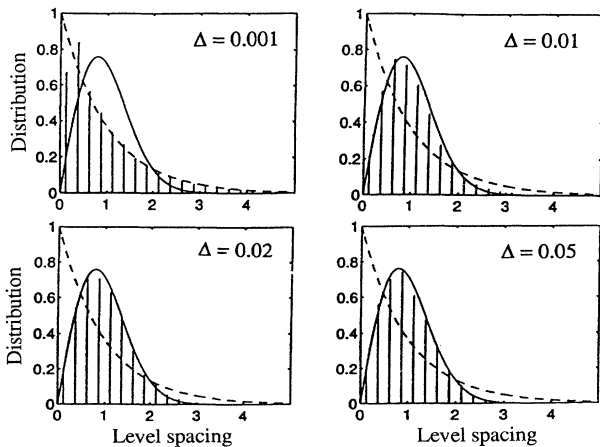 Distribution
1
0.8
0.6
0.4
0.2
0
0 1 2 3 4
Δ = 0.001
1
0.8
0.6
0.4
0.2
0
0 1 2 3 4
Δ = 0.01
Distribution
1
0.8
0.6
0.4
0.2
0
0 1 2 3 4
Level spacing
Δ = 0.02
1
0.8
0.6
0.4
0.2
0
0 1 2 3 4
Level spacing
Δ = 0.05